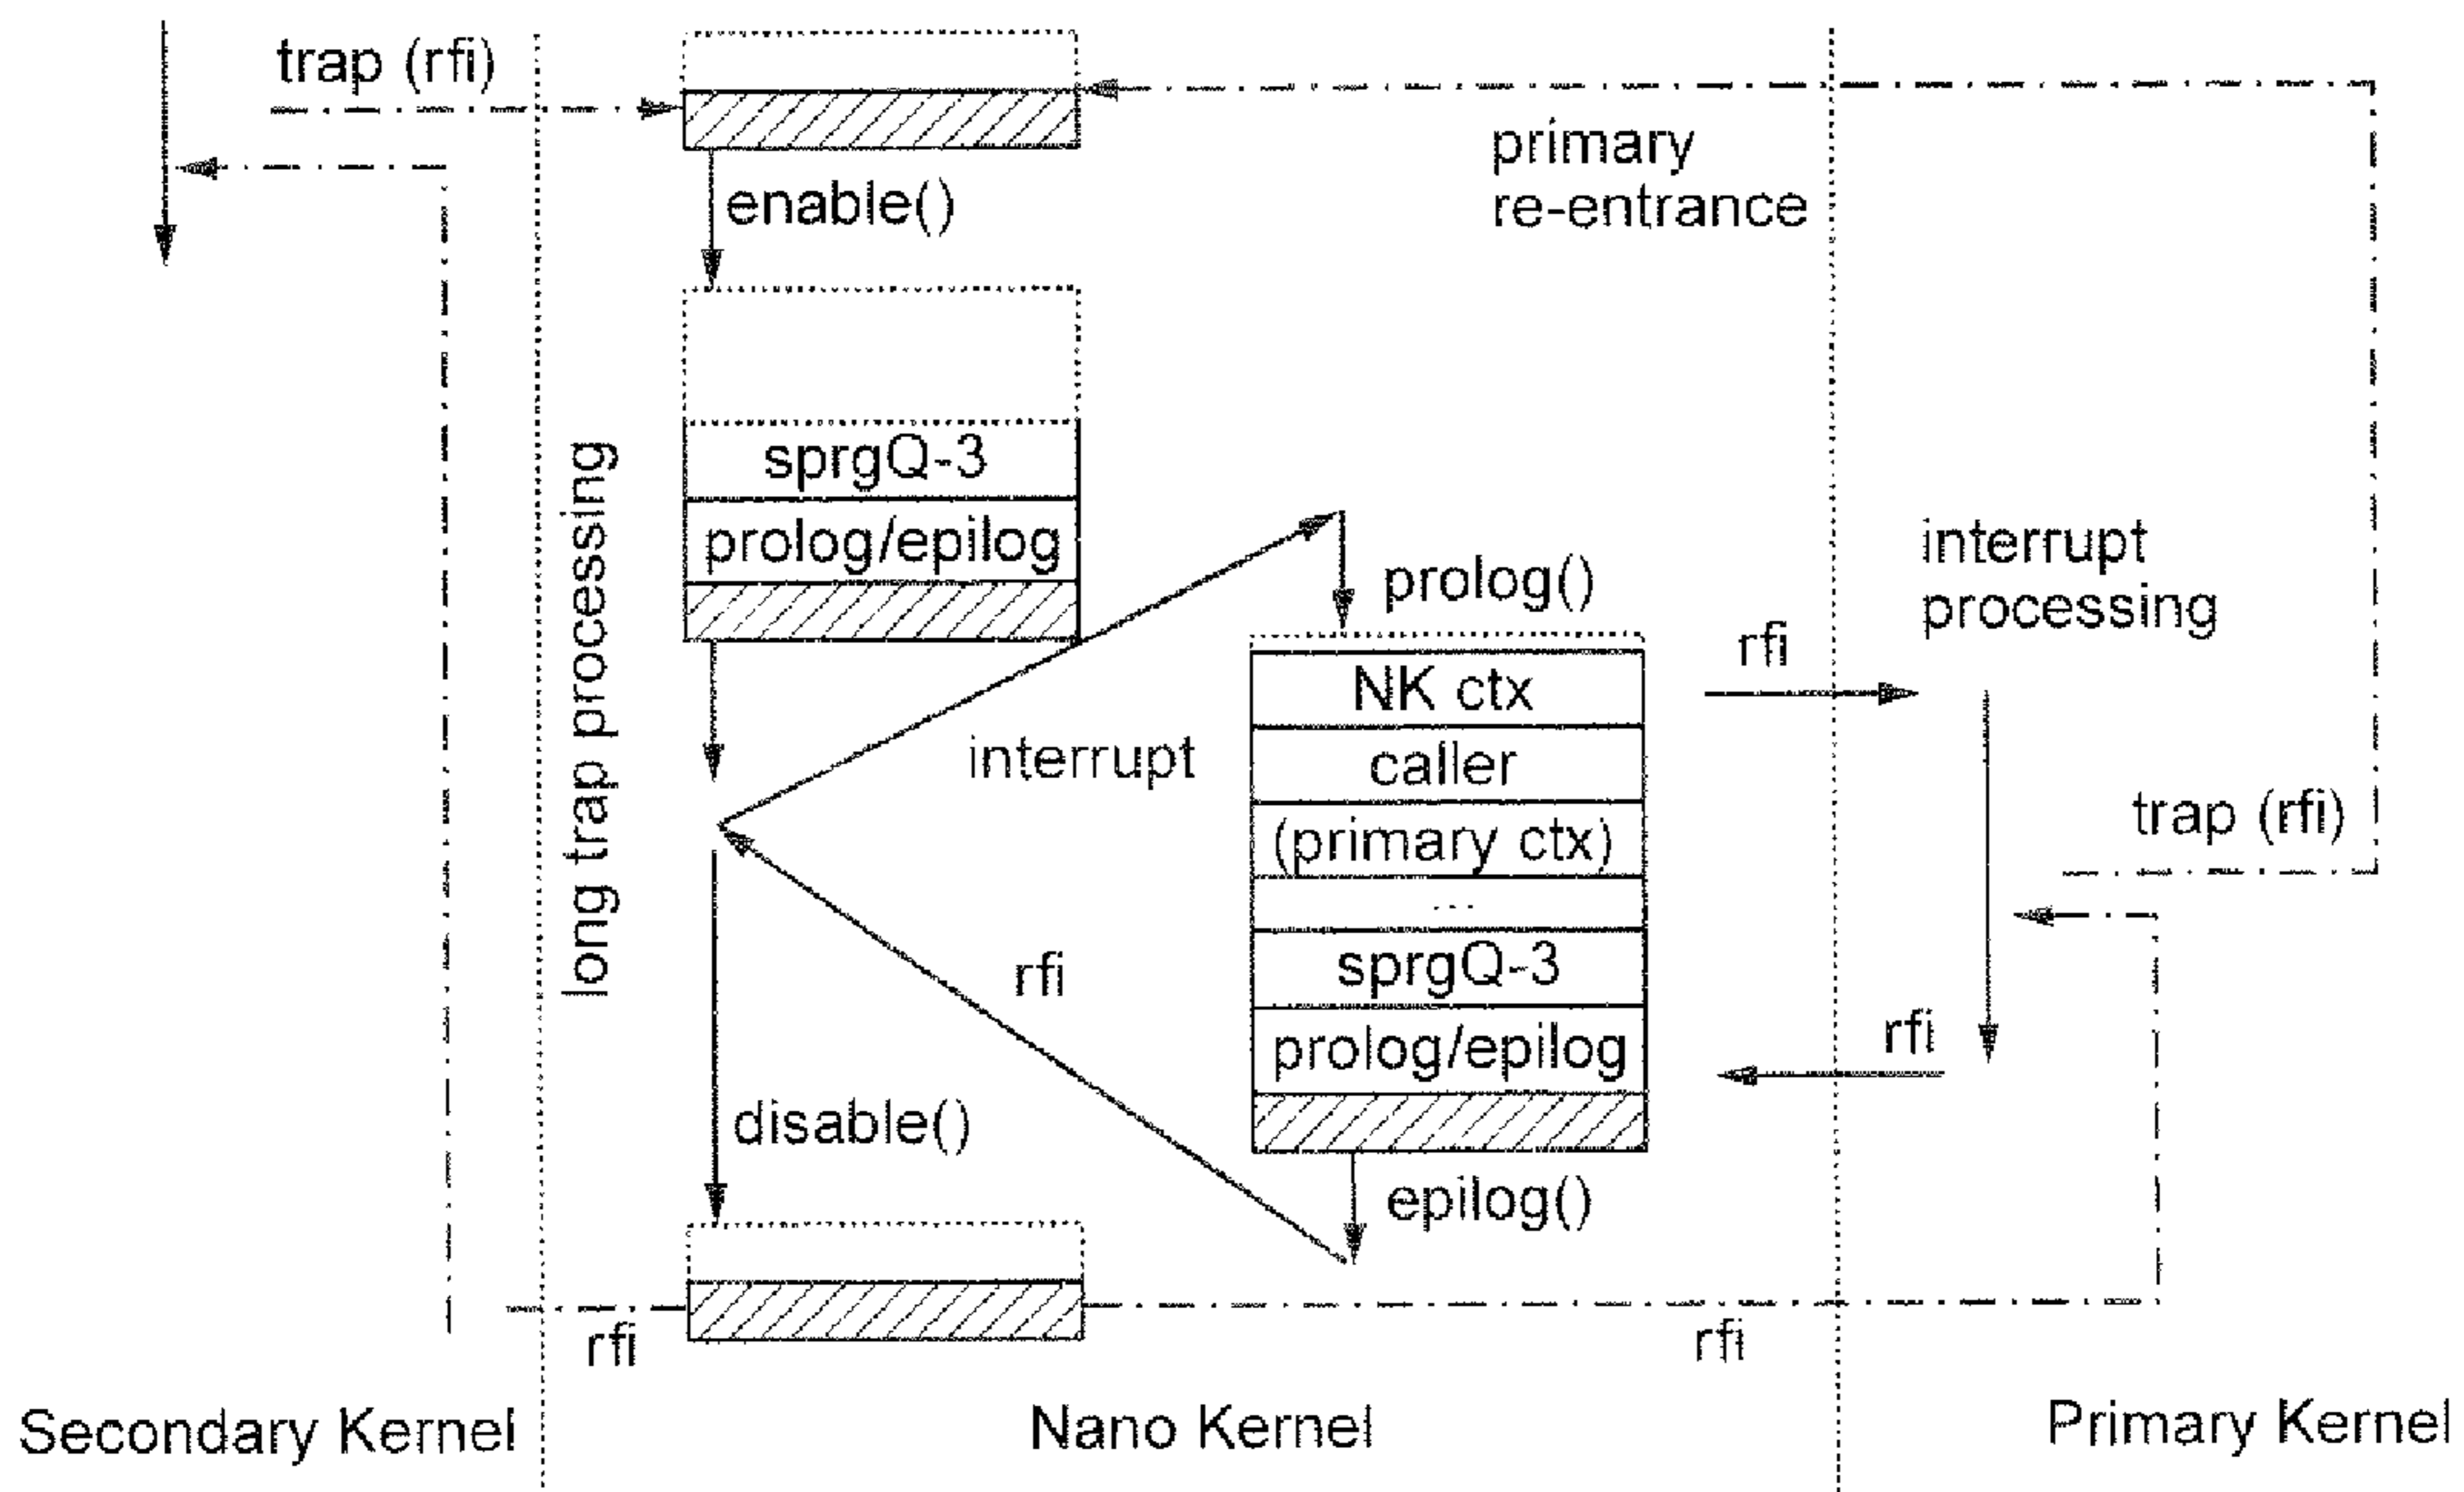 trap (rfi)
primary
re-entrance
enable()
sprgQ-3
prolog/epilog
long trap processing
interrupt
processing
prolog()
rfi
NK ctx
caller
(primary ctx)
...
sprgQ-3
prolog/epilog
interrupt
trap (rfi)
rfi
rfi
disable()
epilog()
rfi
rfi
Secondary Kernel
Nano Kernel
Primary Kernel